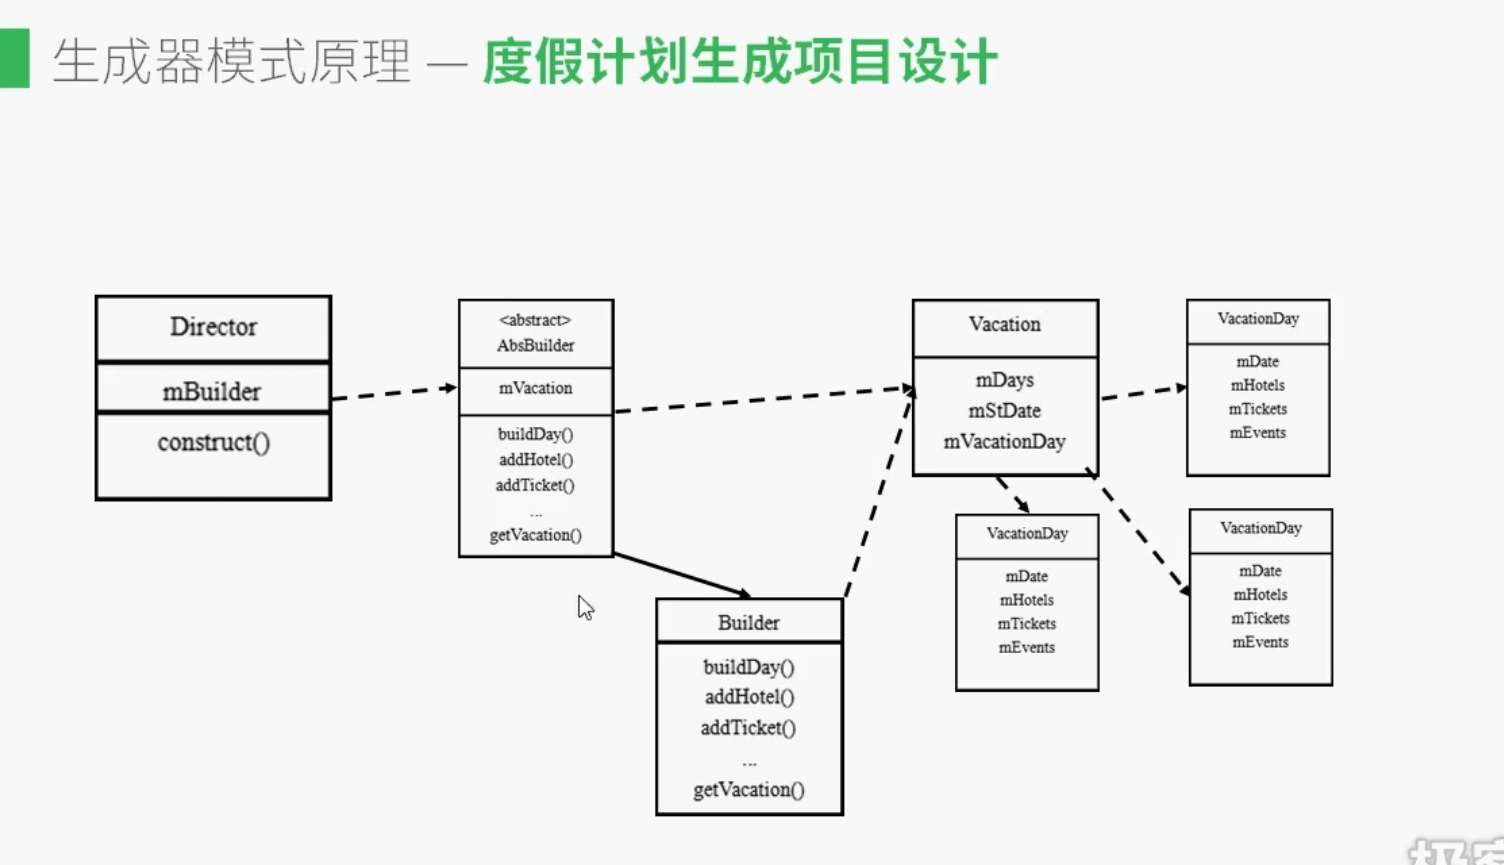 生成器模式原理 — 度假计划生成项目设计
Director
mBuilder
construct()
<abstract>
AbsBuilder
mVacation
buildDay()
addHotel()
addTicket()
...
getVacation()
Builder
buildDay()
addHotel()
addTicket()
...
getVacation()
Vacation
mDays
mStDate
mVacationDay
VacationDay
mDate
mHotels
mTickets
mEvents
VacationDay
mDate
mHotels
mTickets
mEvents
VacationDay
mDate
mHotels
mTickets
mEvents